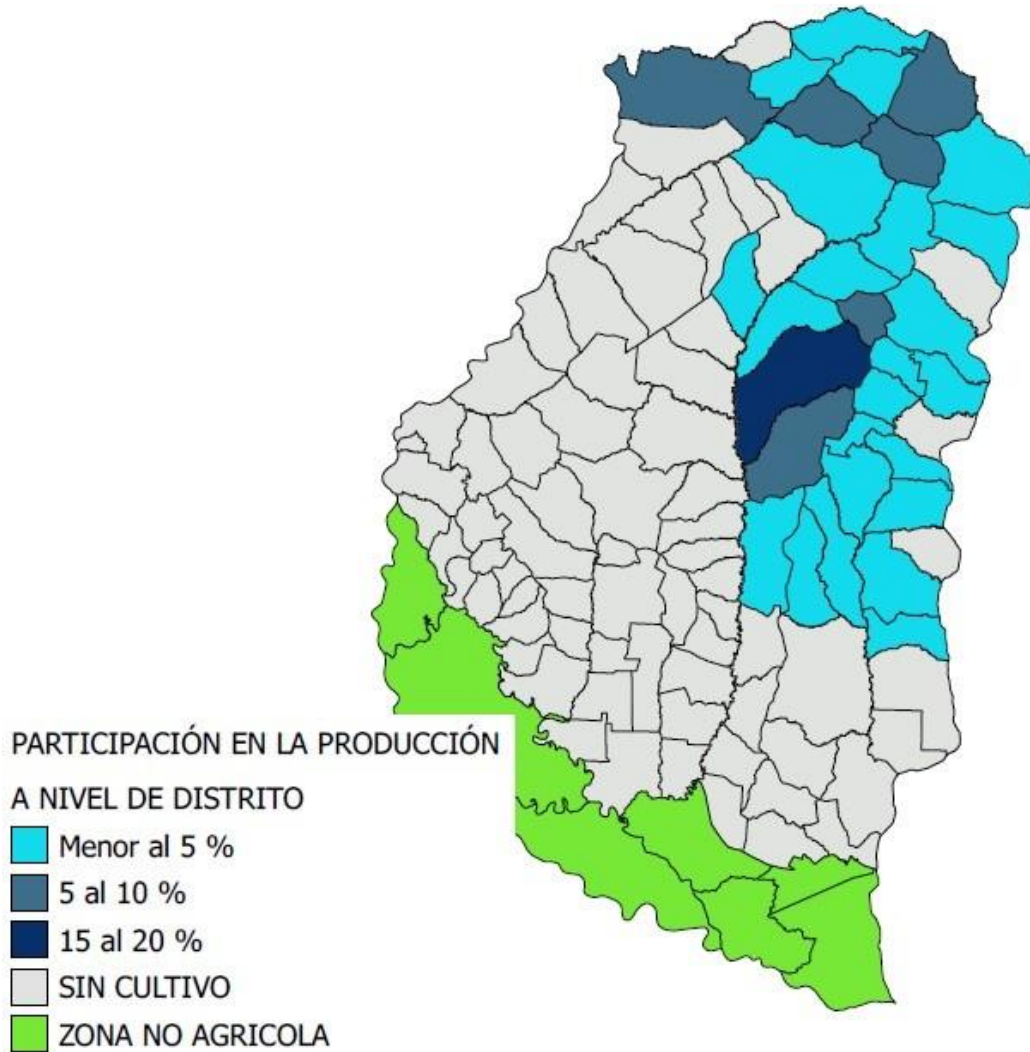 PARTICIPACIÓN EN LA PRODUCCIÓN
A NIVEL DE DISTRITO
Menor al 5 %
5 al 10 %
15 al 20 %
SIN CULTIVO
ZONA NO AGRICOLA